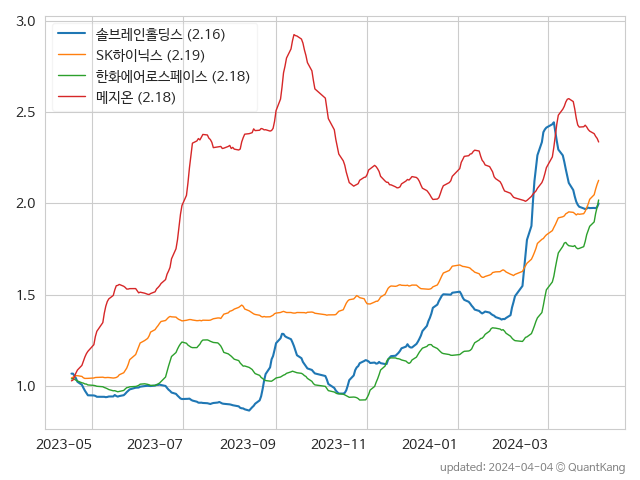 3.0
2.5
2.0
1.5
1.0
솔브레인홀딩스 (2.16)
SK하이닉스 (2.19)
한화에어로스페이스 (2.18)
메지온 (2.18)
2023-05 2023-07 2023-09 2023-11 2024-01 2024-03
updated: 2024-04-04 © QuantKang